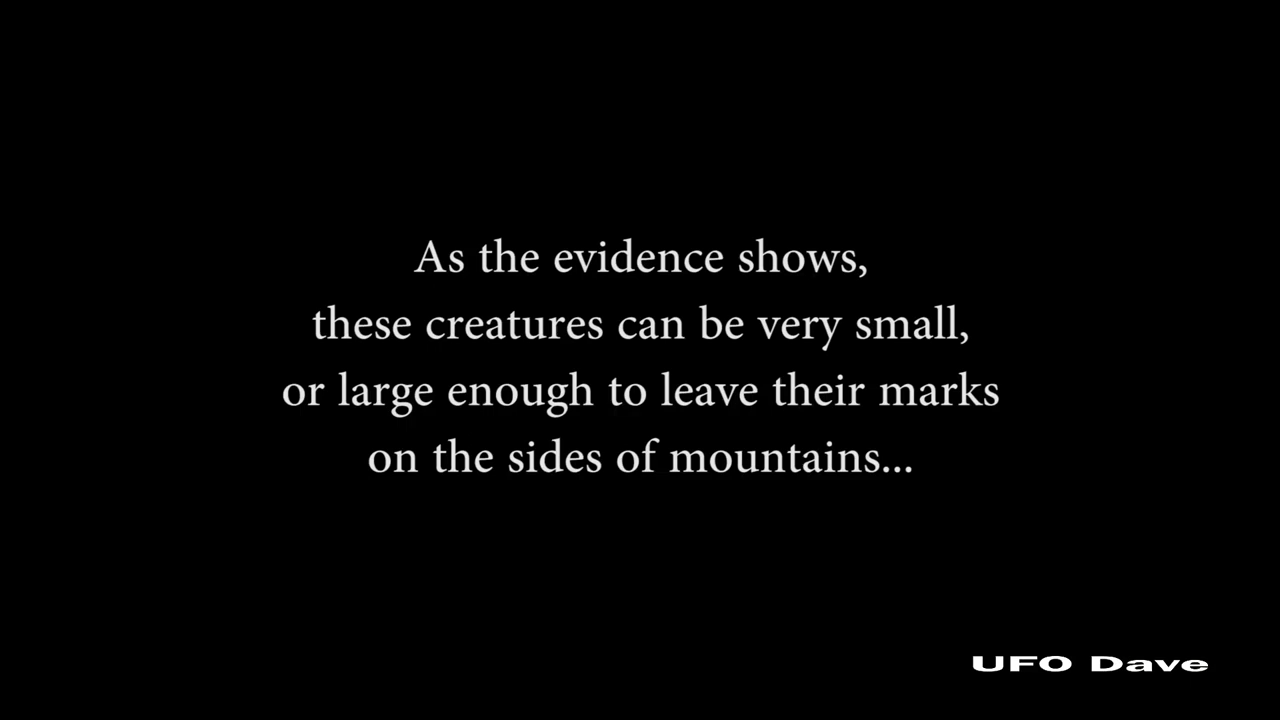 As the evidence shows,
these creatures can be very small,
or large enough to leave their marks
on the sides of mountains...
UFO Dave